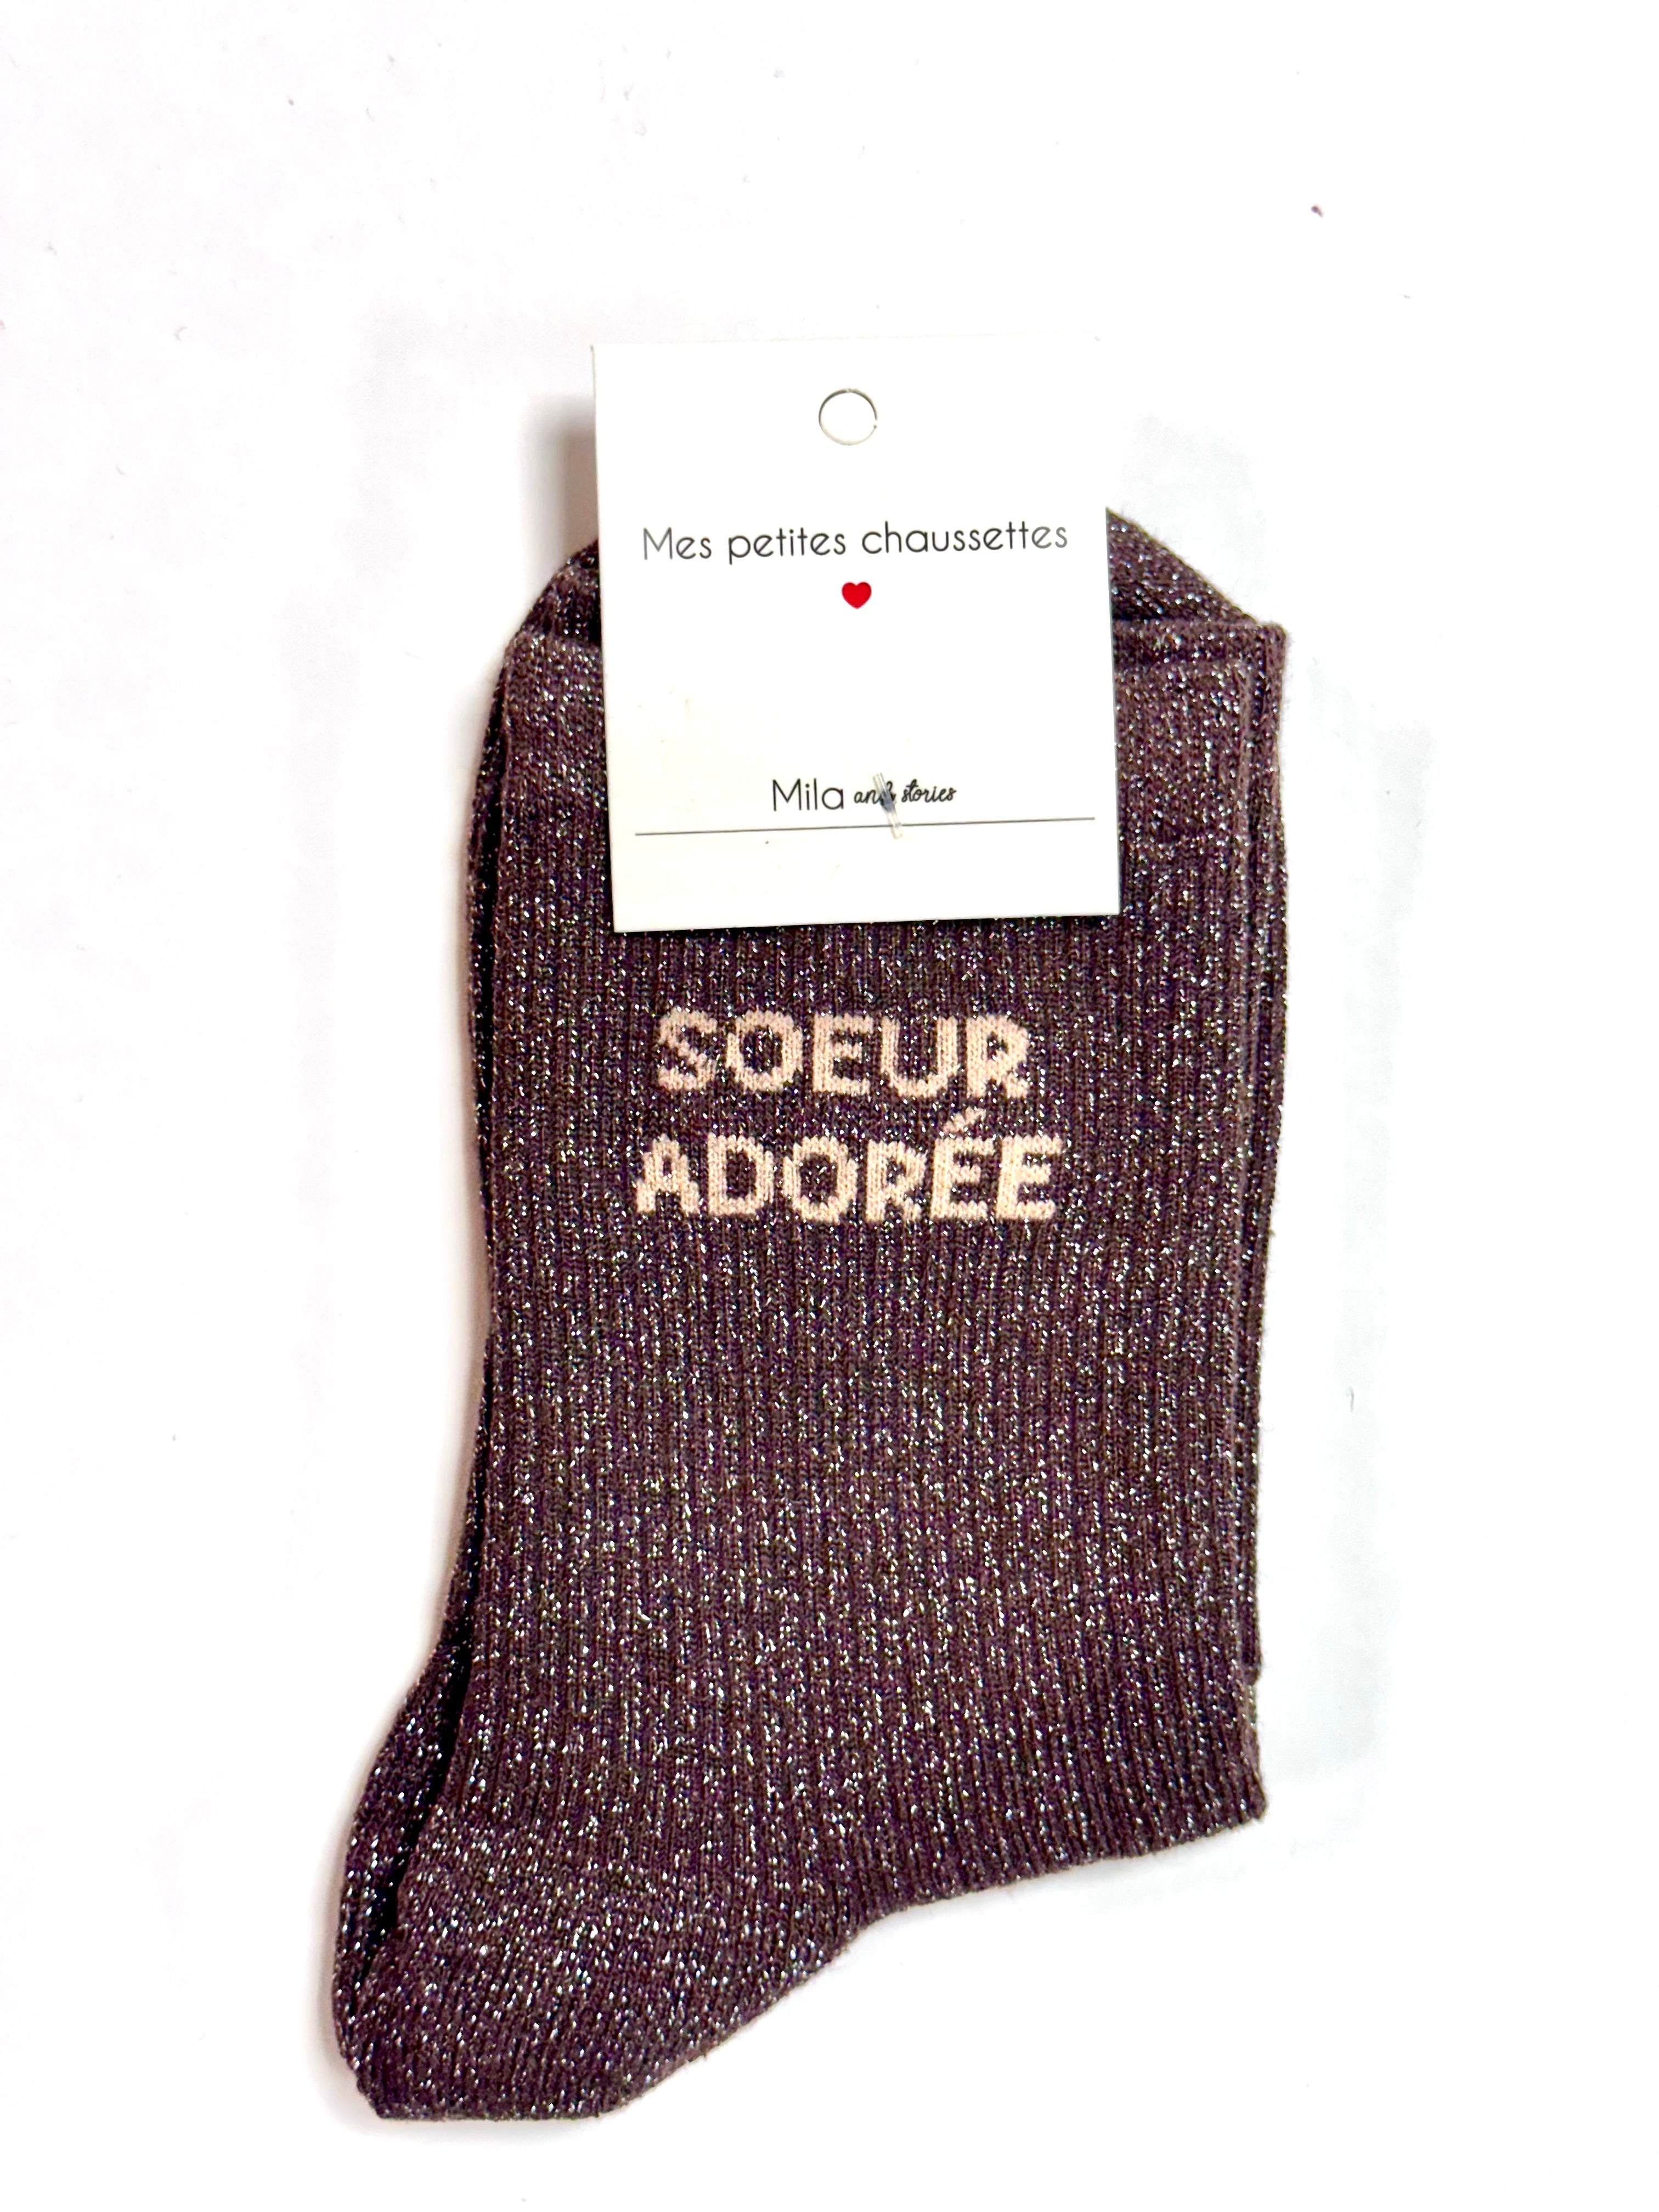 Mes petites chaussettes
Mila and stories
SOEUR
ADORÉE